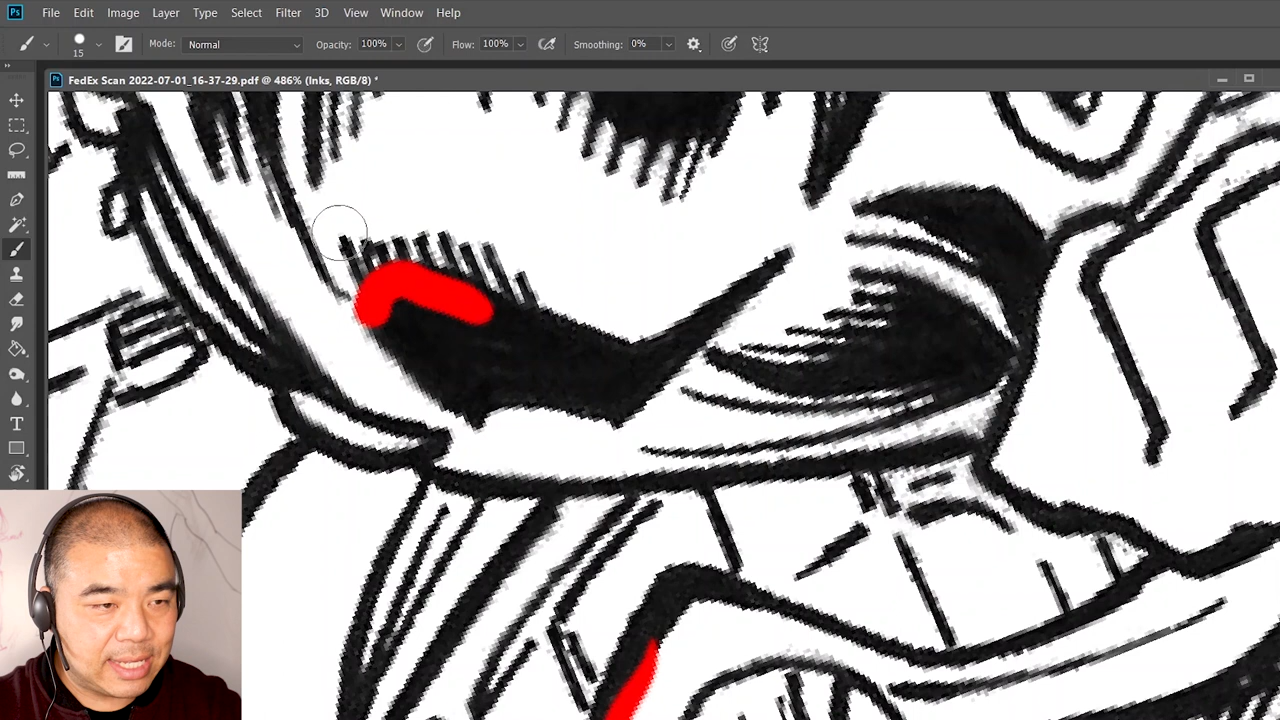 Ps File Edit Image Layer Type Select Filter 3D View Window Help
15 Mode: Normal Opacity: 100% Flow: 100% Smoothing: 0%
Ps FedEx Scan 2022-07-01_16-37-29.pdf @ 486% (Inks, RGB/8) *